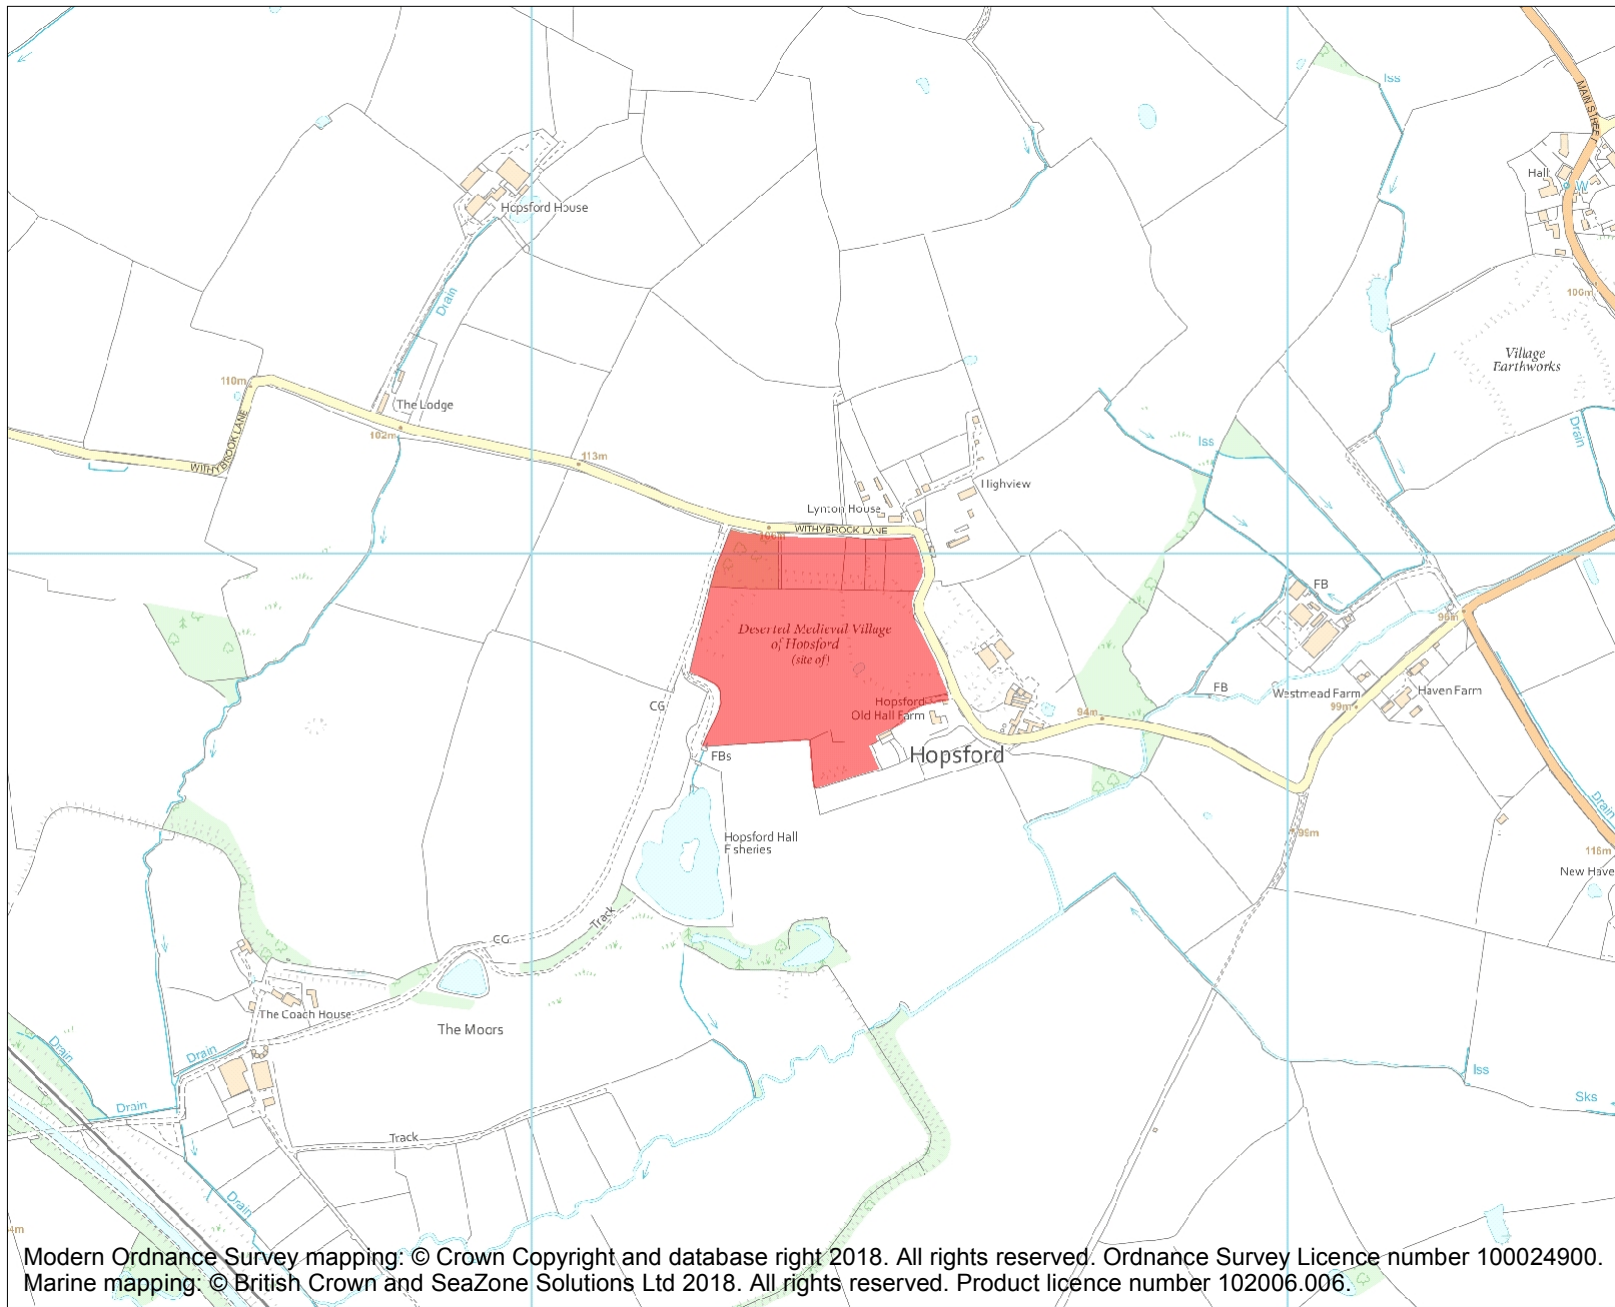 Iss
MAIN STREET
Hall
W
Hopsford House
100m
Drain
Village
Earthworks
110m
The Lodge
102m
WITHYBROOK LANE
113m
Iss
Drain
Highview
Lynton House
WITHYBROCK LANE
106m
FB
96m
Deserted Medieval Village
of Hopsford
(site of)
FB
Westmead Farm
Haven Farm
99m
CG
Hopsford
Old Hall Farm
94m
FBs
Hopsford
Drain
Hopsford Hall
Fisheries
99m
116m
New Have
Track
CG
The Coach House
The Moors
Drain
Drain
Iss
Drain
Sks
Track
Drain
4m
Modern Ordnance Survey mapping: © Crown Copyright and database right 2018. All rights reserved. Ordnance Survey Licence number 100024900.
Marine mapping: © British Crown and SeaZone Solutions Ltd 2018. All rights reserved. Product licence number 102006.006.